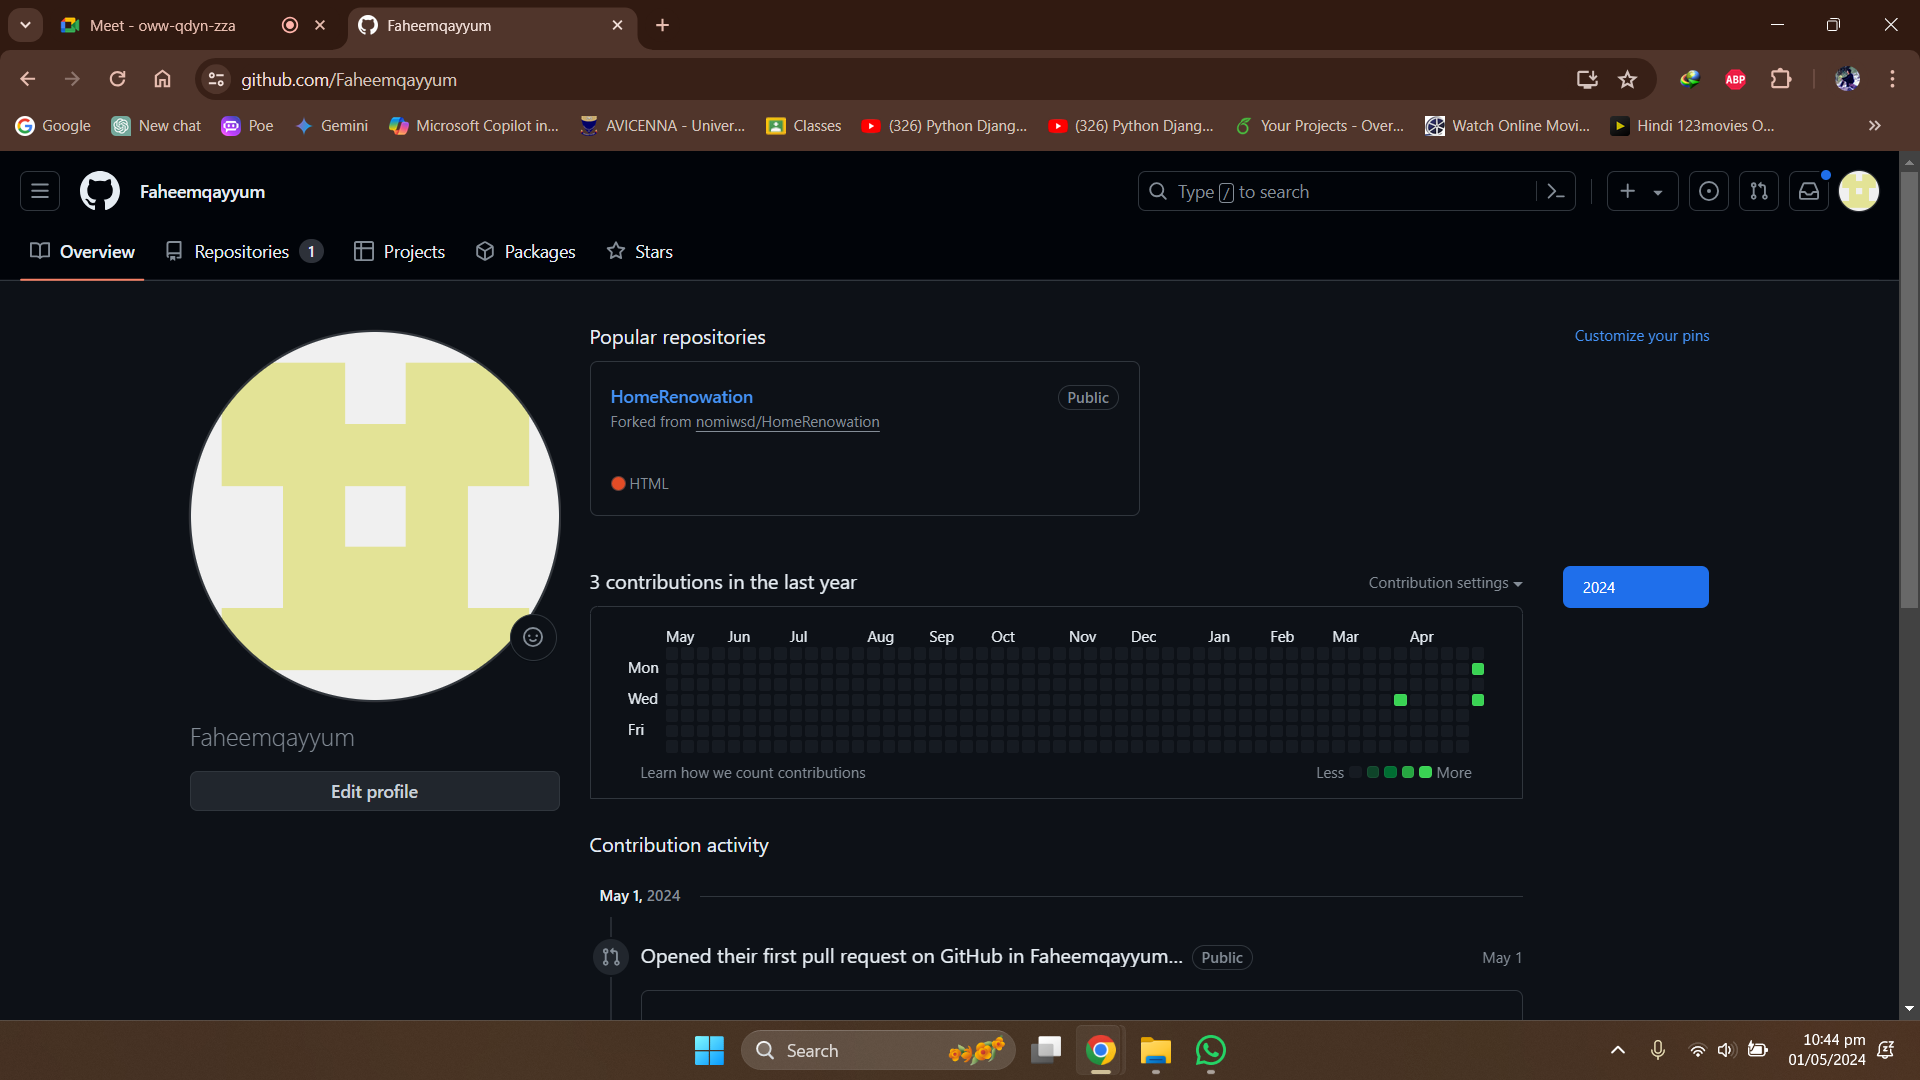 Meet - oww-qdyn-zza
Faheemqayyum
github.com/Faheemqayyum
ABP
Google
New chat
Poe
Gemini
Microsoft Copilot in...
AVICENNA - Univer...
Classes
(326) Python Djang...
(326) Python Djang...
Your Projects - Over...
Watch Online Movi...
Hindi 123movies O...
Faheemqayyum
Type / to search
Overview
Repositories 1
Projects
Packages
Stars
Popular repositories
Customize your pins
HomeRenowation
Public
Forked from nomiwsd/HomeRenowation
HTML
3 contributions in the last year
Contribution settings
2024
May Jun Jul Aug Sep Oct Nov Dec Jan Feb Mar Apr
Mon
Wed
Fri
Learn how we count contributions
Less More
Faheemqayyum
Edit profile
Contribution activity
May 1, 2024
Opened their first pull request on GitHub in Faheemqayyum... Public
May 1
Search
10:44 pm
01/05/2024